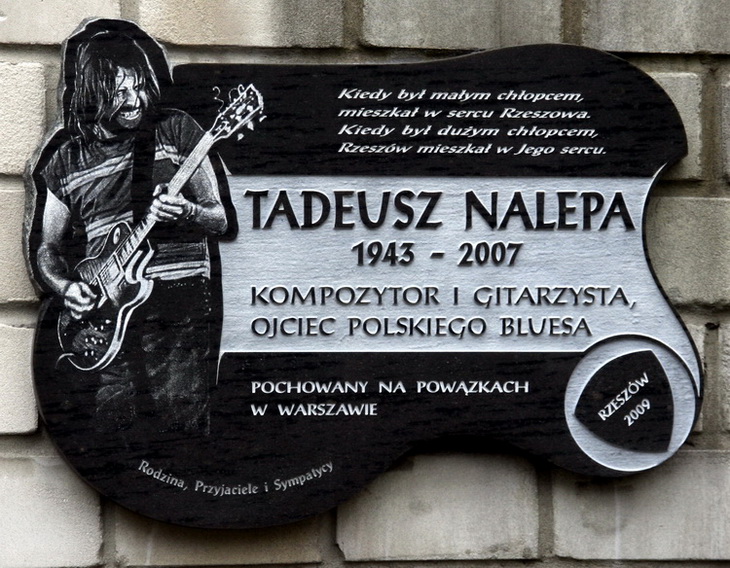 Kiedy był małym chłopcem,
mieszkał w sercu Rzeszowa.
Kiedy był dużym chłopcem,
Rzeszów mieszkał w Jego sercu.
TADEUSZ NALEPA
1943 - 2007
KOMPOZYTOR I GITARZYSTA,
OJCIEC POLSKIEGO BLUESA
POCHOWANY NA POWĄZKACH
W WARSZAWIE
RZESZÓW
2009
Rodzina, Przyjaciele i Sympatycy